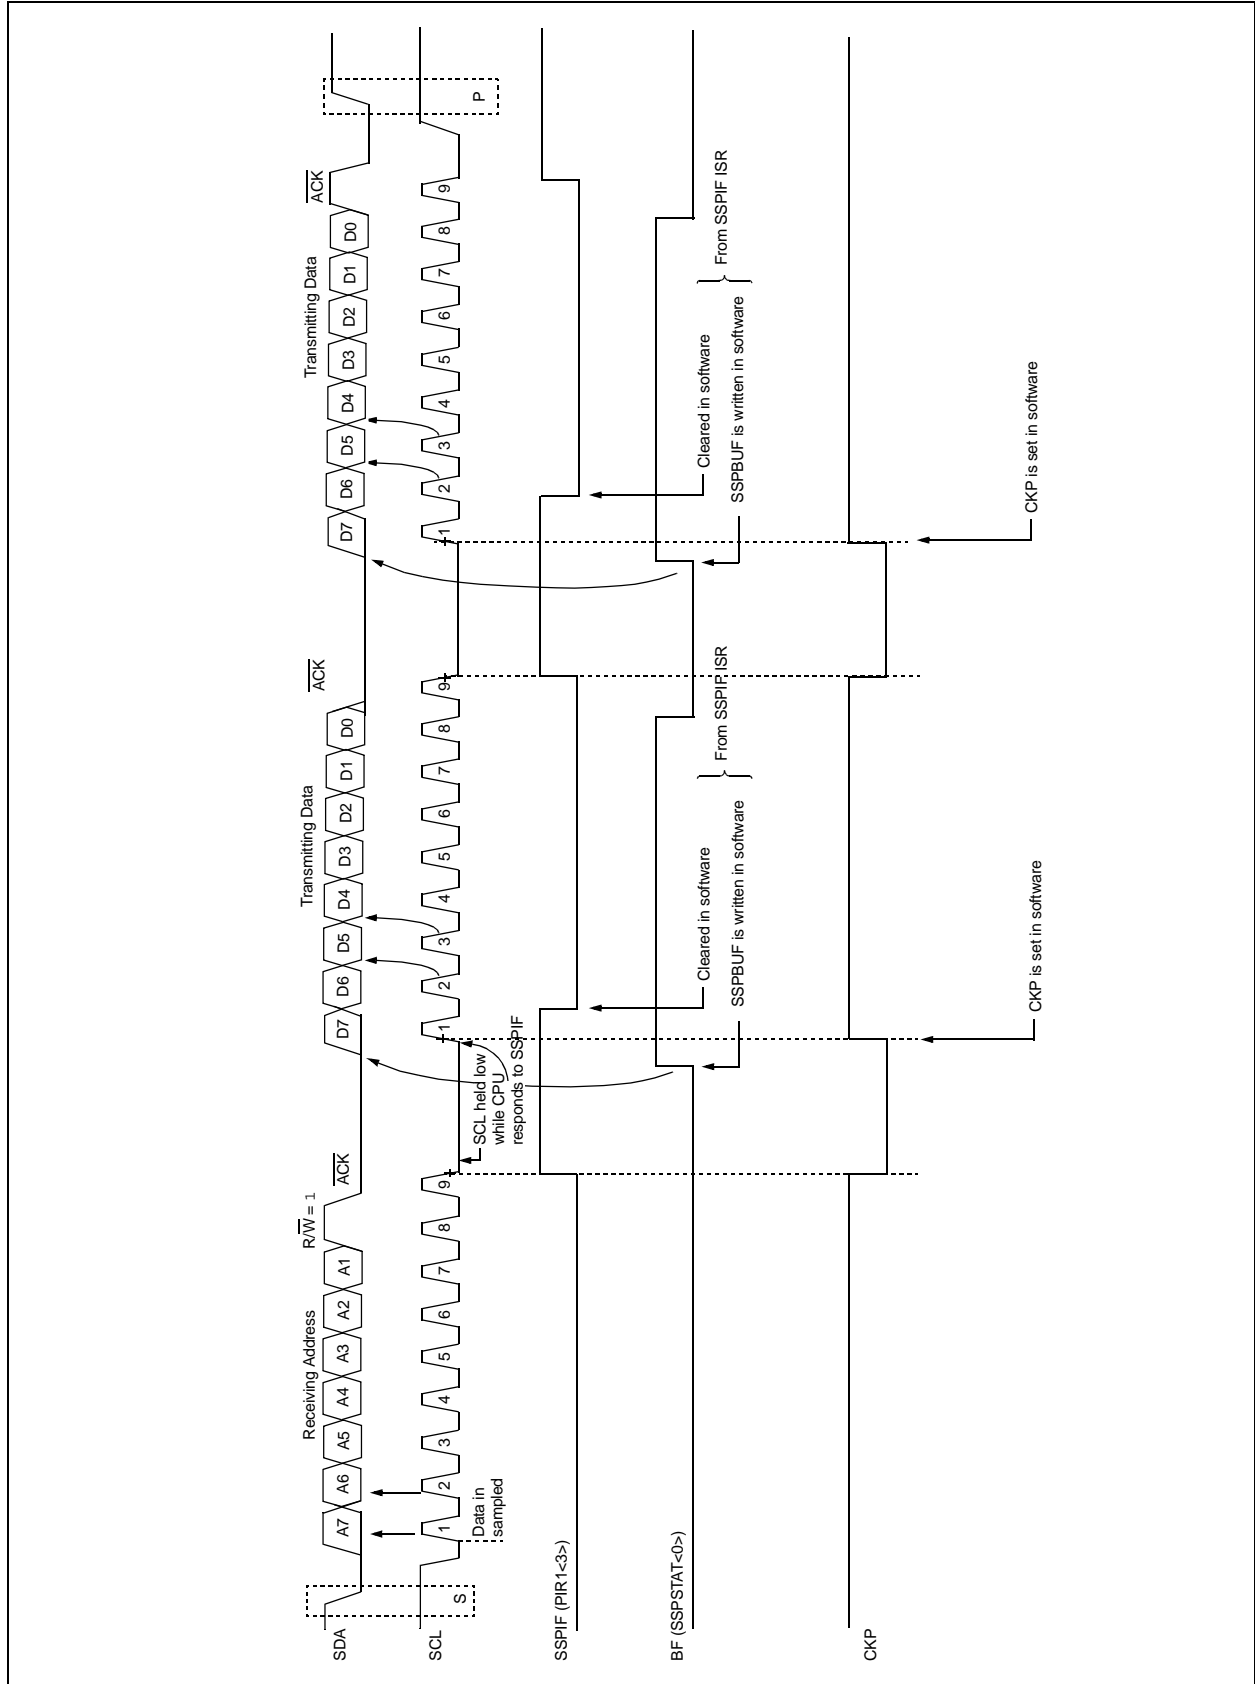 SDA
S
Receiving Address
A7
A6
A5
A4
A3
A2
A1
R/W̅ = 1
A̅C̅K̅
Transmitting Data
D7
D6
D5
D4
D3
D2
D1
D0
A̅C̅K̅
Transmitting Data
D7
D6
D5
D4
D3
D2
D1
D0
A̅C̅K̅
P
SCL
1
2
3
4
5
6
7
8
9
1
2
3
4
5
6
7
8
9
1
2
3
4
5
6
7
8
9
Data in
sampled
SCL held low
while CPU
responds to SSPIF
SSPIF (PIR1<3>)
BF (SSPSTAT<0>)
Cleared in software
SSPBUF is written in software
From SSPIF ISR
Cleared in software
SSPBUF is written in software
From SSPIF ISR
CKP
CKP is set in software
CKP is set in software